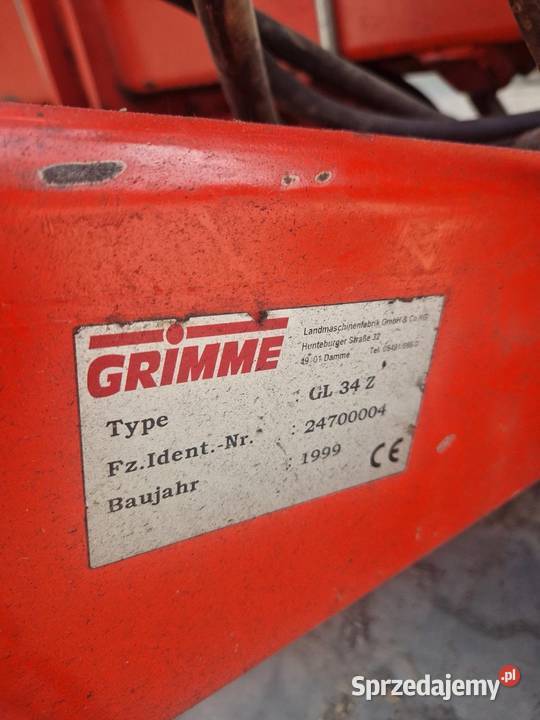 GRIMME
Landmaschinenfabrik GmbH & Co. KG
Hunteburger Straße 32
Damme Tel.
Type : GL 34 Z
Fz.Ident.-Nr. : 24700004
Baujahr : 1999 CE
Sprzedajemy.pl